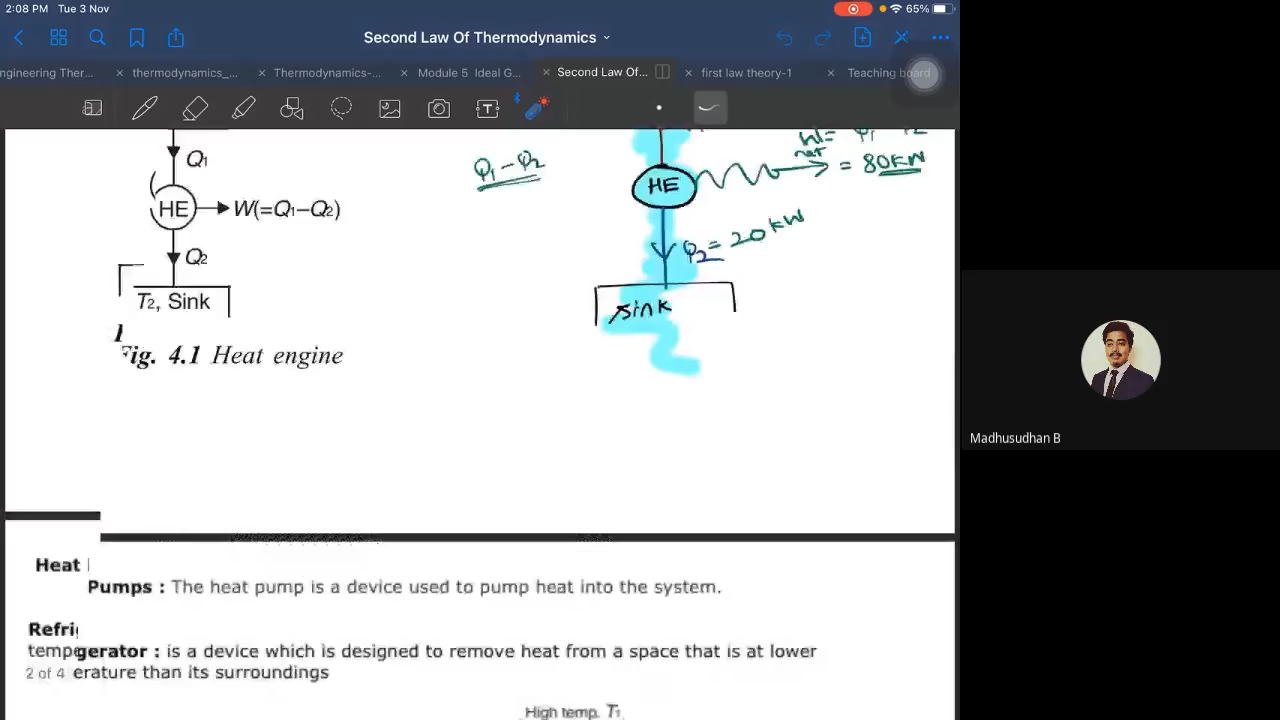 2:08 PM Tue 3 Nov
65%
Second Law Of Thermodynamics
ngineering Ther...
thermodynamics_...
Thermodynamics-...
Module 5 Ideal G...
Second Law Of...
first law theory-1
Teaching board
Q1
HE
W(=Q1–Q2)
Q2
T2, Sink
Fig. 4.1 Heat engine
Q1 – Q2
HE
net
= 80kW
Q2 = 20kW
sink
Heat
Pumps : The heat pump is a device used to pump heat into the system.
Refri
gerator : is a device which is designed to remove heat from a space that is at lower
temp
erature than its surroundings
2 of 4
High temp. T1
Madhusudhan B